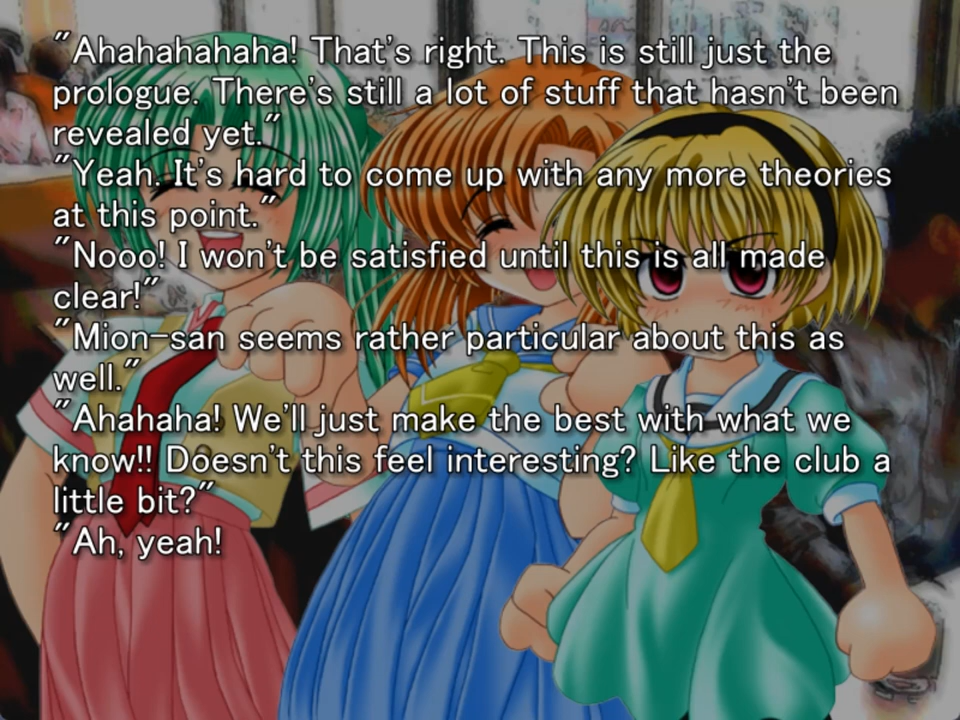 "Ahahahahaha! That's right. This is still just the
prologue. There's still a lot of stuff that hasn't been
revealed yet."
"Yeah. It's hard to come up with any more theories
at this point."
"Nooo! I won't be satisfied until this is all made
clear!"
"Mion-san seems rather particular about this as
well."
"Ahahaha! We'll just make the best with what we
know!! Doesn't this feel interesting? Like the club a
little bit?"
"Ah, yeah!